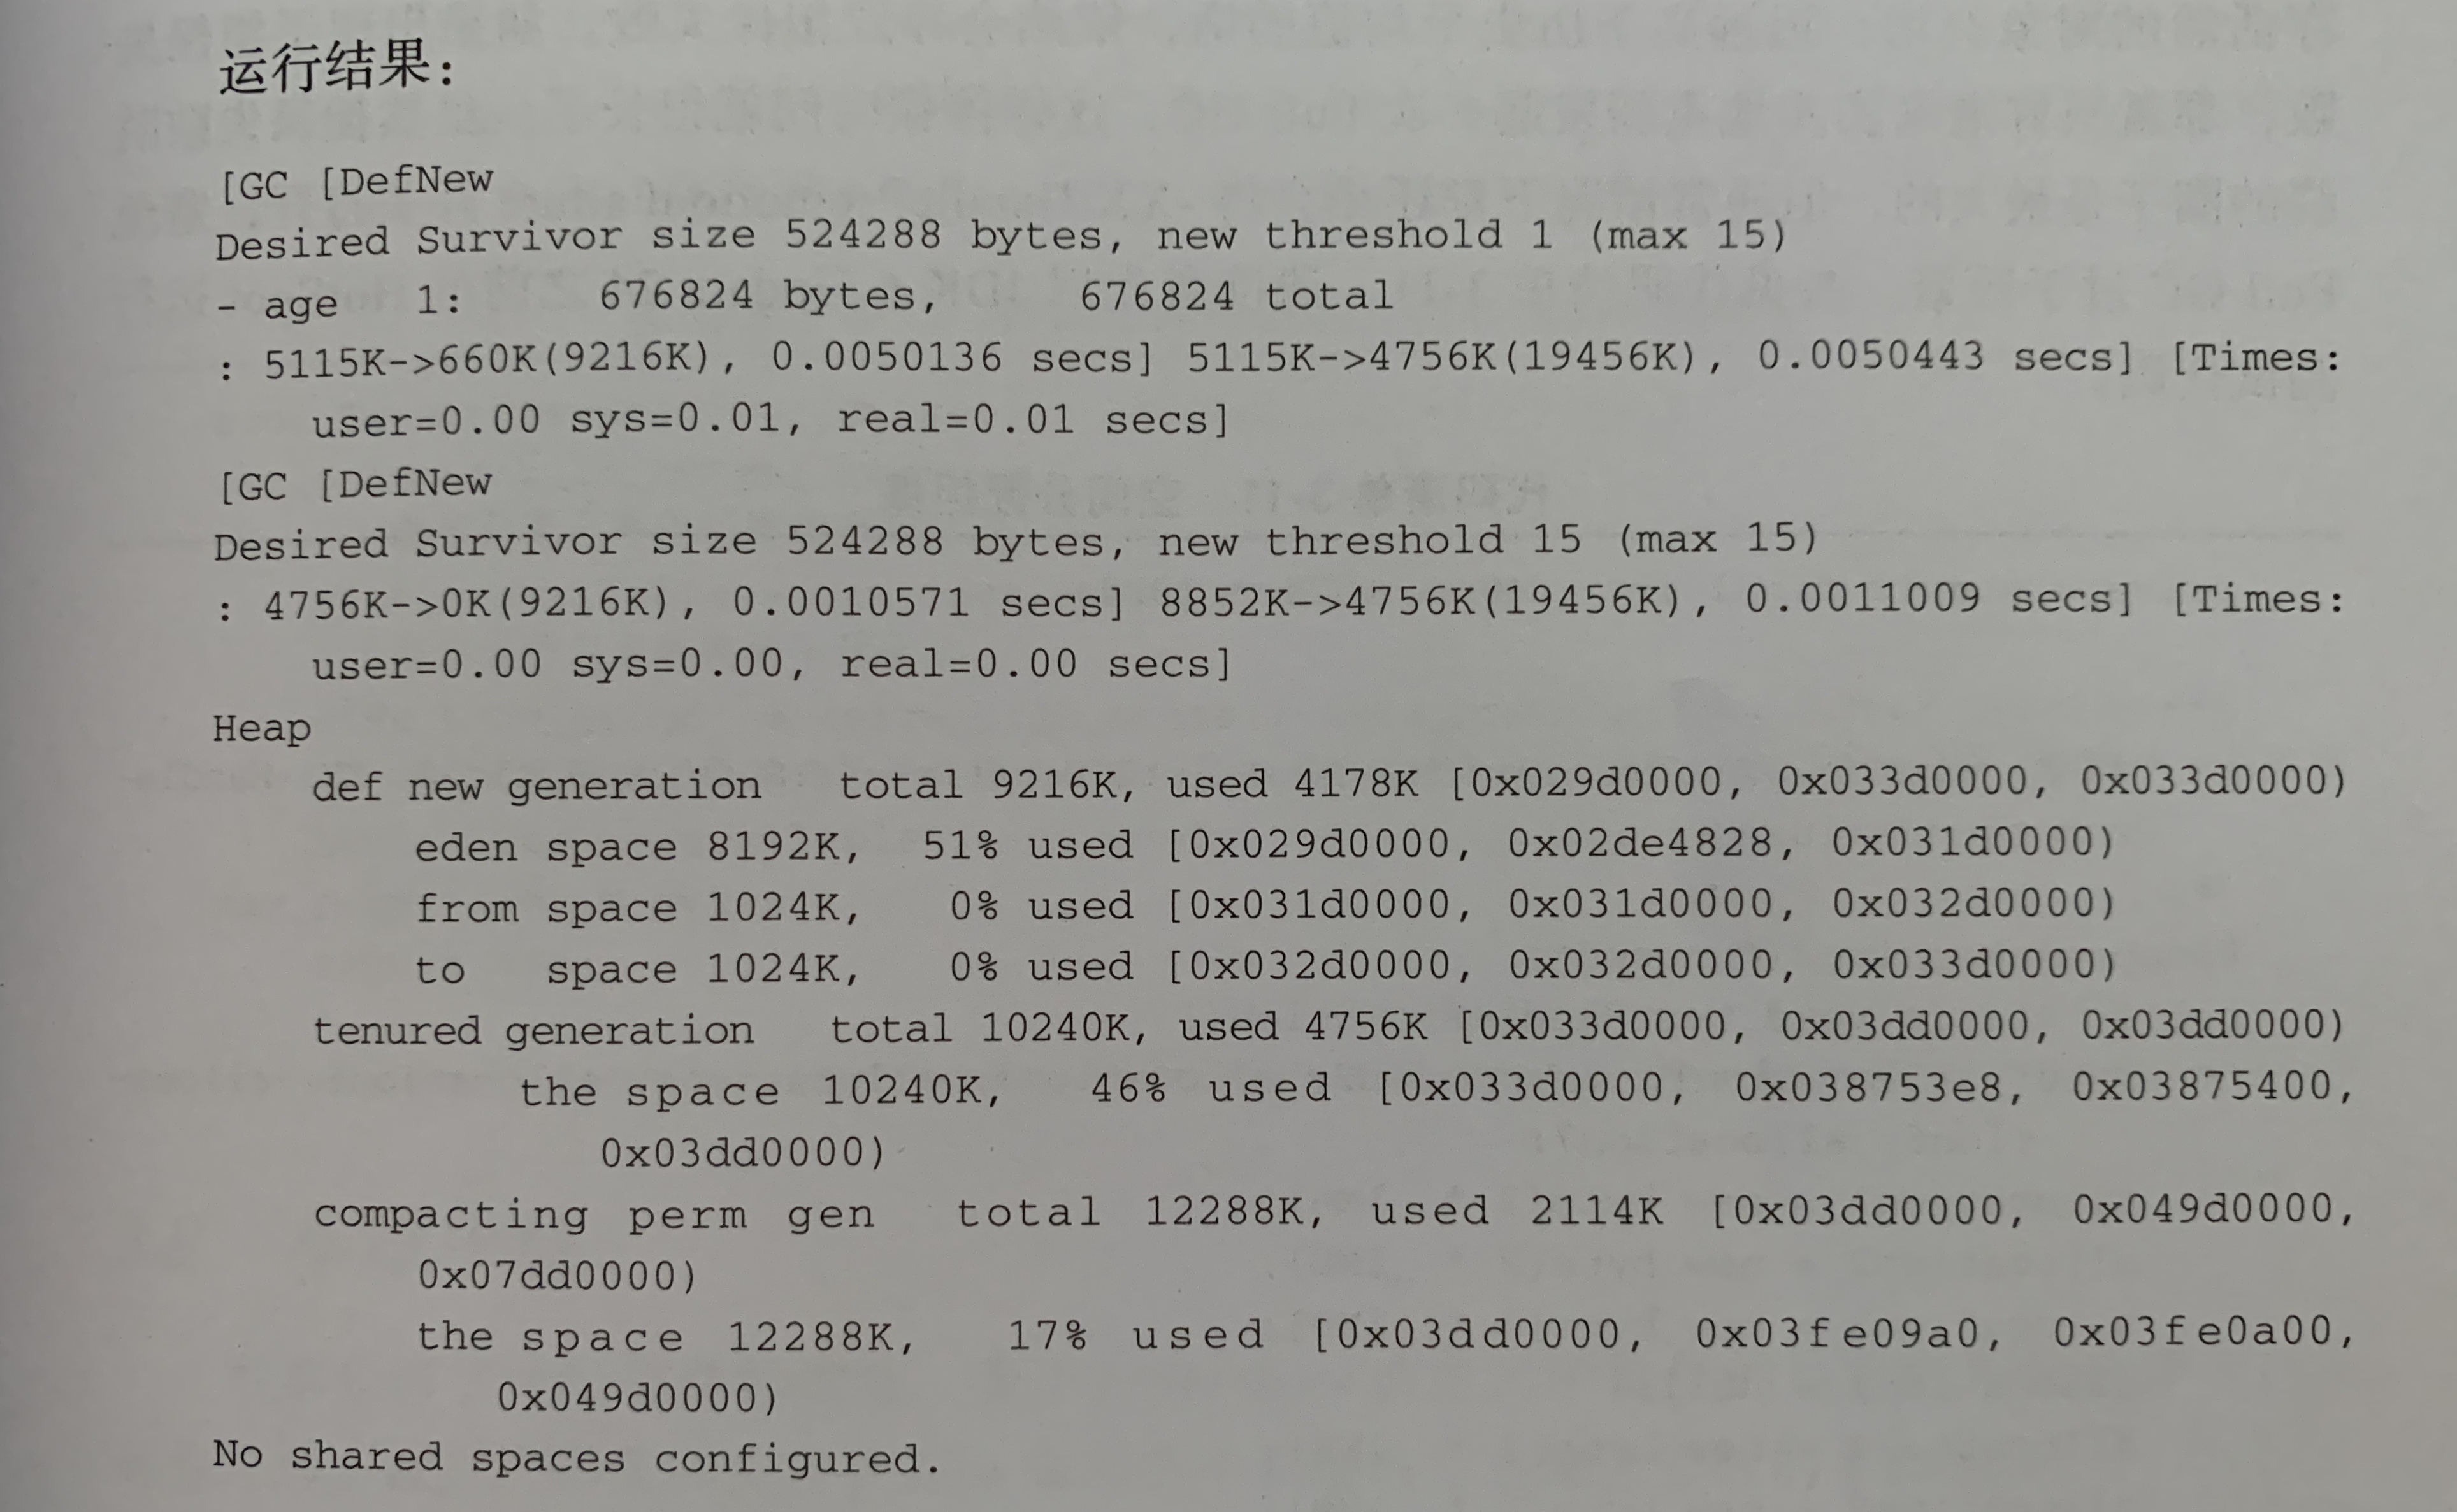 运行结果：
[GC [DefNew
Desired Survivor size 524288 bytes, new threshold 1 (max 15)
- age   1:     676824 bytes,     676824 total
: 5115K->660K(9216K), 0.0050136 secs] 5115K->4756K(19456K), 0.0050443 secs] [Times:
user=0.00 sys=0.01, real=0.01 secs]
[GC [DefNew
Desired Survivor size 524288 bytes, new threshold 15 (max 15)
: 4756K->0K(9216K), 0.0010571 secs] 8852K->4756K(19456K), 0.0011009 secs] [Times:
user=0.00 sys=0.00, real=0.00 secs]
Heap
def new generation   total 9216K, used 4178K [0x029d0000, 0x033d0000, 0x033d0000)
eden space 8192K,  51% used [0x029d0000, 0x02de4828, 0x031d0000)
from space 1024K,   0% used [0x031d0000, 0x031d0000, 0x032d0000)
to   space 1024K,   0% used [0x032d0000, 0x032d0000, 0x033d0000)
tenured generation   total 10240K, used 4756K [0x033d0000, 0x03dd0000, 0x03dd0000)
the space 10240K,  46% used [0x033d0000, 0x038753e8, 0x03875400,
0x03dd0000)
compacting perm gen  total 12288K, used 2114K [0x03dd0000, 0x049d0000,
0x07dd0000)
the space 12288K,  17% used [0x03dd0000, 0x03fe09a0, 0x03fe0a00,
0x049d0000)
No shared spaces configured.